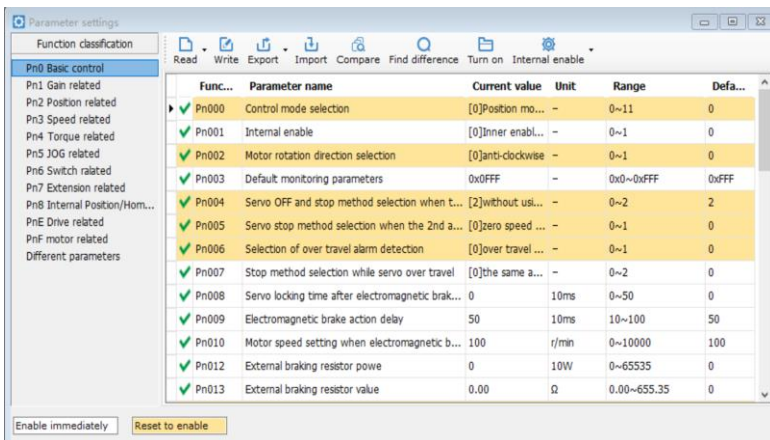 Parameter settings
Function classification
Pn0 Basic control
Pn1 Gain related
Pn2 Position related
Pn3 Speed related
Pn4 Torque related
Pn5 JOG related
Pn6 Switch ralated
Pn7 Extension related
Pn8 Internal Position/Hom...
PnE Drive related
PnF motor related
Different parameters
Read Write Export Import Compare Find difference Turn on Internal enable
Func... Parameter name Current value Unit Range Defa...
Pn000 Control mode selection [0]Position mo... – 0~11 0
Pn001 Internal enable [0]Inner enabl... – 0~1 0
Pn002 Motor rotation direction selection [0]anti-clockwise – 0~1 0
Pn003 Default monitoring parameters 0x0FFF – 0x0~0xFFF 0xFFF
Pn004 Servo OFF and stop method selection when t... [2]without usi... – 0~2 2
Pn005 Servo stop method selection when the 2nd a... [0]zero speed ... – 0~1 0
Pn006 Selection of over travel alarm detection [0]over travel ... – 0~1 0
Pn007 Stop method selection while servo over travel [0]the same a... – 0~2 0
Pn008 Servo locking time after electromagnetic brak... 0 10ms 0~50 0
Pn009 Electromagnetic brake action delay 50 10ms 10~100 50
Pn010 Motor speed setting when electromagnetic b... 100 r/min 0~10000 100
Pn012 External braking resistor powe 0 10W 0~65535 0
Pn013 External braking resistor value 0.00 Ω 0.00~655.35 0
Enable immediately Reset to enable